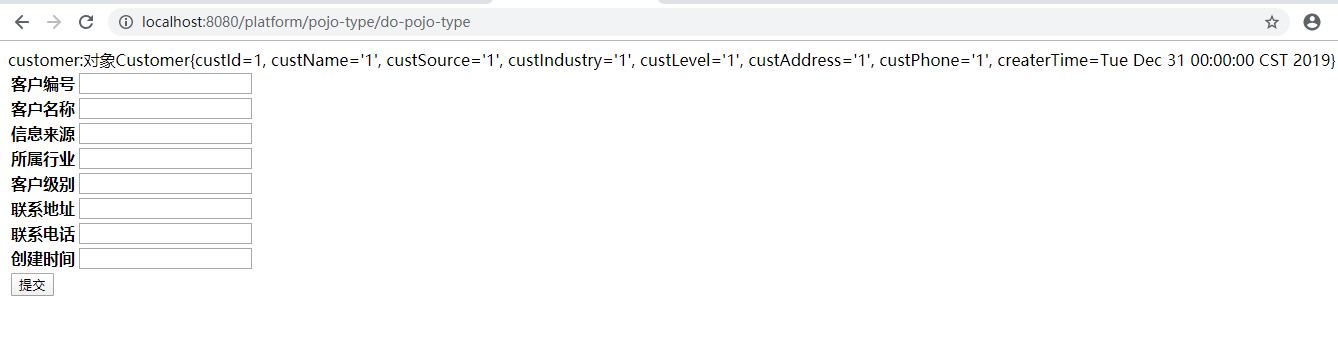 localhost:8080/platform/pojo-type/do-pojo-type
customer:对象Customer{custId=1, custName='1', custSource='1', custIndustry='1', custLevel='1', custAddress='1', custPhone='1', createrTime=Tue Dec 31 00:00:00 CST 2019}
客户编号
客户名称
信息来源
所属行业
客户级别
联系地址
联系电话
创建时间
提交